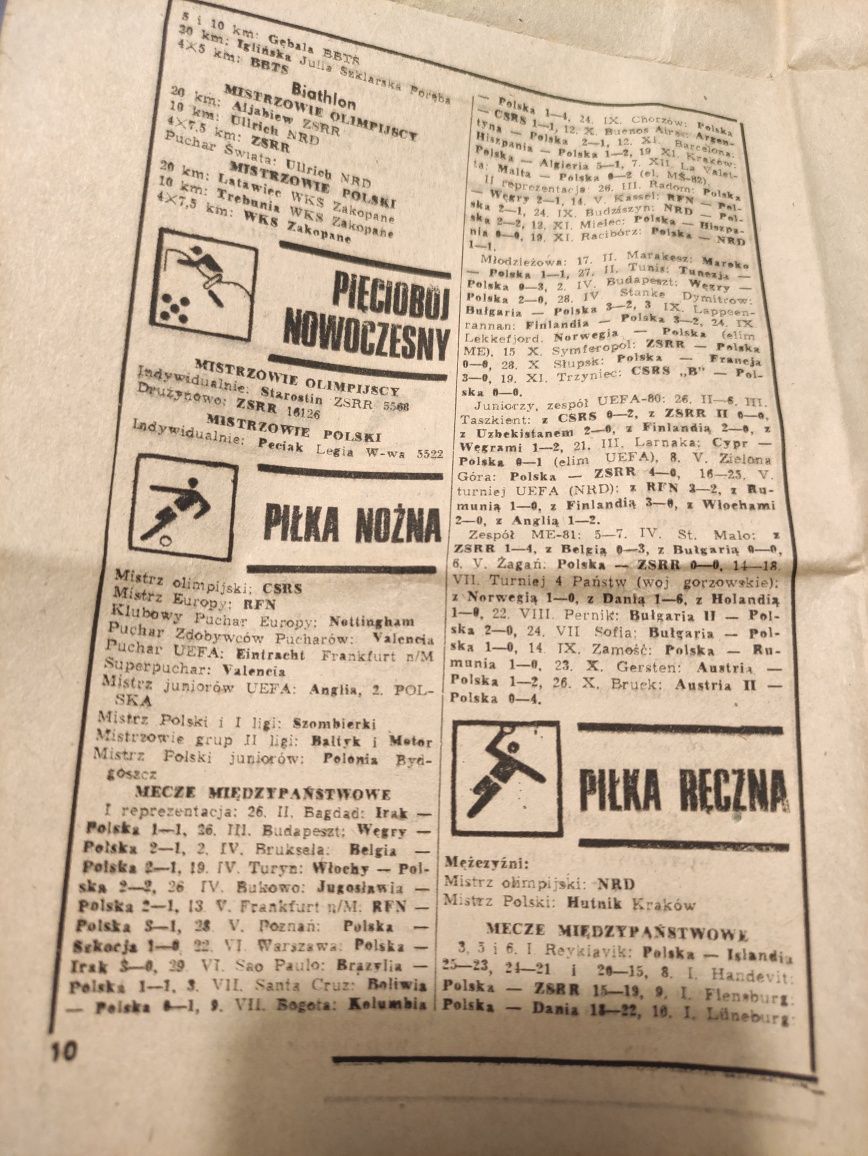 5 i 10 km: Gębala BBTS
20 km: Iglińska Julia Szklarska Poręba
4×5 km: BBTS
Biathlon
MISTRZOWIE OLIMPIJSCY
20 km: Aljabiew ZSRR
10 km: Ullrich NRD
4×7,5 km: ZSRR
Puchar Świata: Ullrich NRD
MISTRZOWIE POLSKI
20 km: Latawiec WKS Zakopane
10 km: Trebunia WKS Zakopane
4×7,5 km: WKS Zakopane
PIĘCIOBÓJ
NOWOCZESNY
MISTRZOWIE OLIMPIJSCY
Indywidualnie: Starostin ZSRR 5568
Drużynowo: ZSRR 16126
MISTRZOWIE POLSKI
Indywidualnie: Peciak Legia W-wa 5522
PIŁKA NOŻNA
Mistrz olimpijski: CSRS
Mistrz Europy: RFN
Klubowy Puchar Europy: Nottingham
Puchar Zdobywców Pucharów: Valencia
Puchar UEFA: Eintracht Frankfurt n/M
Superpuchar: Valencia
Mistrz juniorów UEFA: Anglia, 2. POL-
SKA
Mistrz Polski i I ligi: Szombierki
Mistrzowie grup II ligi: Bałtyk i Motor
Mistrz Polski juniorów: Polonia Byd-
goszcz
MECZE MIĘDZYPAŃSTWOWE
I reprezentacja: 26. II. Bagdad: Irak —
Polska 1—1, 26. III. Budapeszt: Węgry —
Polska 2—1, 2. IV. Bruksela: Belgia —
Polska 2—1, 19. IV. Turyn: Włochy — Pol-
ska 2—2, 26 IV. Bukowo: Jugosławia —
Polska 2—1, 13. V. Frankfurt n/M: RFN —
Polska 3—1, 28 V. Poznań: Polska —
Szkocja 1—0, 22. VI. Warszawa: Polska —
Irak 3—0, 29. VI. Sao Paulo: Brazylia —
Polska 1—1, 3. VII. Santa Cruz: Boliwia
— Polska 0—1, 9. VII. Bogota: Kolumbia
— Polska 1—4, 24. IX. Chorzów: Polska
— CSRS 1—1, 12. X. Buenos Aires: Argen-
tyna — Polska 2—1, 12. XI. Barcelona:
Hiszpania — Polska 1—2, 19 XI. Kraków:
Polska — Algieria 5—1, 7. XII. La Valet-
ta: Malta — Polska 0—2 (el. MŚ-82).
II reprezentacja: 26. III. Radom: Polska
— Węgry 2—1, 14. V. Kassel: RFN — Pol-
ska 2—1, 24. IX. Budziszyn: NRD — Pol-
ska 2—2, 12. XI. Mielec: Polska — Hiszpa-
nia 0—0, 19. XI. Racibórz: Polska — NRD
1—1.
Młodzieżowa: 17. II. Marakesz: Maroko
— Polska 1—1, 27. II. Tunis: Tunezja —
Polska 0—3, 2. IV. Budapeszt: Węgry —
Polska 2—0, 28. IV Stanke Dymitrow:
Bułgaria — Polska 3—2, 3 IX. Lappeen-
rannan: Finlandia — Polska 3—2, 24. IX
Lekkefjord. Norwegia — Polska (elim
ME), 15 X. Symferopol: ZSRR — Polska
0—0, 28. X Słupsk: Polska — Francja
3—0, 19. XI. Trzyniec: CSRS „B" — Pol-
ska 0—0.
Juniorzy, zespół UEFA-80: 26. II—6. III.
Taszkient: z CSRS 0—2, z ZSRR II 0—0,
z Uzbekistanem 2—0, z Finlandią 2—0, z
Węgrami 1—2, 21. III. Larnaka: Cypr —
Polska 0—1 (elim UEFA), 8. V. Zielona
Góra: Polska — ZSRR 4—0, 16—25. V.
turniej UEFA (NRD): z RFN 3—2, z Ru-
munią 1—0, z Finlandią 3—0, z Włochami
2—0, z Anglią 1—2.
Zespół ME-81: 5—7. IV. St. Malo: z
ZSRR 1—4, z Belgią 0—3, z Bułgarią 0—0,
6. V. Żagań: Polska — ZSRR 0—0, 14—18.
VII. Turniej 4 Państw (woj gorzowskie):
z Norwegią 1—0, z Danią 1—6, z Holandią
1—0, 22. VIII. Pernik: Bułgaria II — Pol-
ska 2—0, 24. VII Sofia: Bułgaria — Pol-
ska 1—0, 14. IX. Zamość: Polska — Ru-
munia 1—0, 23. X. Gersten: Austria —
Polska 1—2, 26. X. Bruck: Austria II —
Polska 0—4.
PIŁKA RĘCZNA
Mężczyźni:
Mistrz olimpijski: NRD
Mistrz Polski: Hutnik Kraków
MECZE MIĘDZYPAŃSTWOWE
3, 5 i 6. I. Reykiavik: Polska — Islandia
25—23, 24—21 i 26—15, 8. I. Handevit:
Polska — ZSRR 15—19, 9. I. Flensburg:
Polska — Dania 18—22, 10. I. Lüneburg:
10